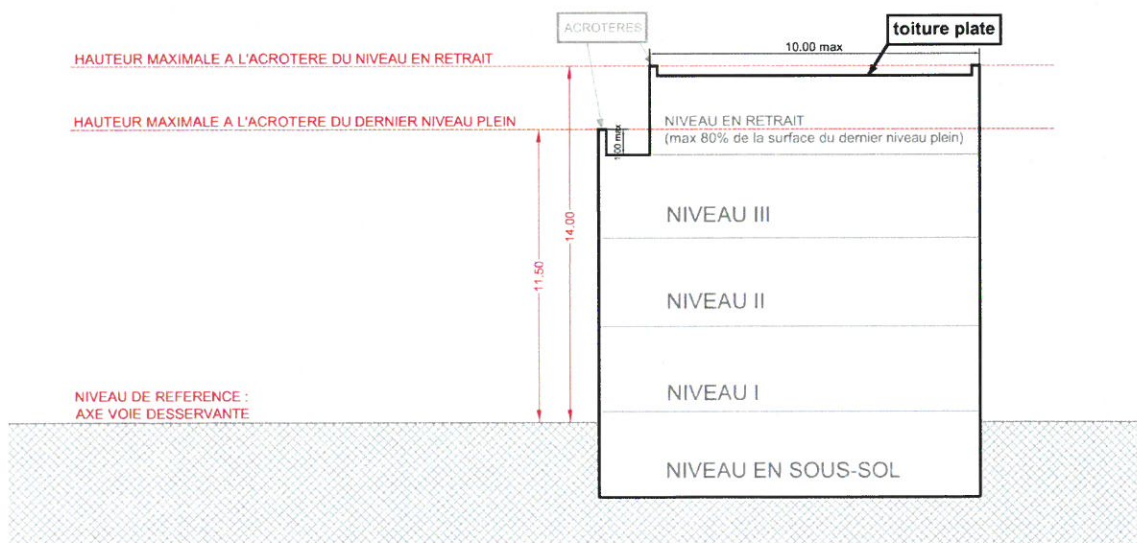 ACROTERES
toiture plate
10.00 max
HAUTEUR MAXIMALE A L'ACROTERE DU NIVEAU EN RETRAIT
HAUTEUR MAXIMALE A L'ACROTERE DU DERNIER NIVEAU PLEIN
1.00 max
NIVEAU EN RETRAIT
(max 80% de la surface du dernier niveau plein)
NIVEAU III
14.00
11.50
NIVEAU II
NIVEAU I
NIVEAU DE REFERENCE :
AXE VOIE DESSERVANTE
NIVEAU EN SOUS-SOL